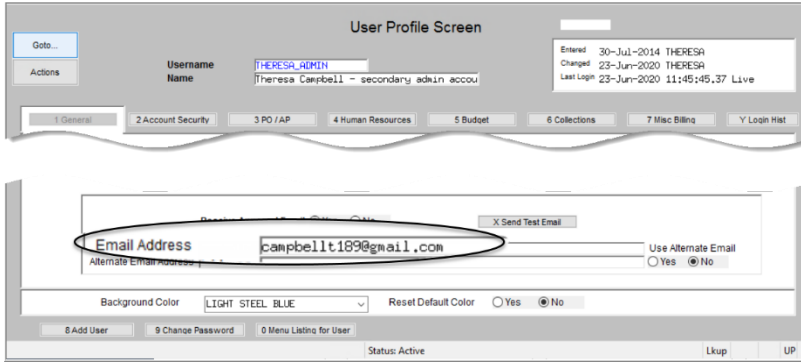 User Profile Screen
Goto...
Actions
Username THERESA_ADMIN
Name Theresa Campbell - secondary admin accou
Entered 30-Jul-2014 THERESA
Changed 23-Jun-2020 THERESA
Last Login 23-Jun-2020 11:45:45.37 Live
1 General 2 Account Security 3 PO / AP 4 Human Resources 5 Budget 6 Collections 7 Misc Billing Y Login Hist
X Send Test Email
Email Address campbellt189@gmail.com
Use Alternate Email
Alternate Email Address
Yes No
Background Color LIGHT STEEL BLUE Reset Default Color Yes No
8 Add User 9 Change Password 0 Menu Listing for User
Status: Active Lkup UP